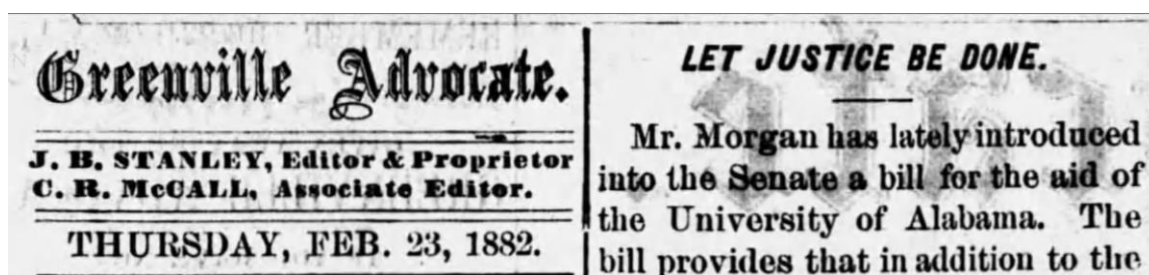 Greenville Advocate.
J. B. STANLEY, Editor & Proprietor
C. R. McCALL, Associate Editor.
THURSDAY, FEB. 23, 1882.
LET JUSTICE BE DONE.
Mr. Morgan has lately introduced
into the Senate a bill for the aid of
the University of Alabama. The
bill provides that in addition to the